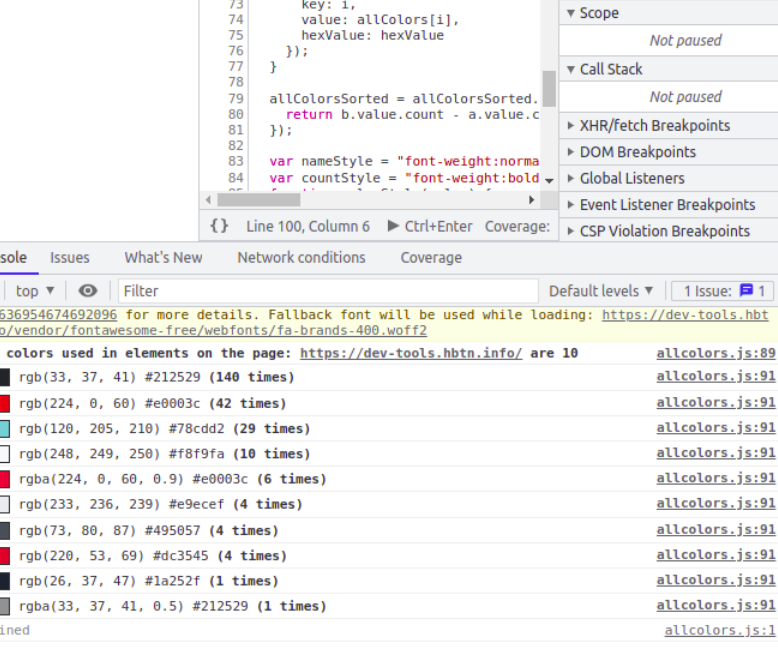 73 key: i,
74 value: allColors[i],
75 hexValue: hexValue
76 });
77 }
78
79 allColorsSorted = allColorsSorted.
80 return b.value.count - a.value.c
81 });
82
83 var nameStyle = "font-weight:norma
84 var countStyle = "font-weight:bold
▼ Scope
Not paused
▼ Call Stack
Not paused
▶ XHR/fetch Breakpoints
▶ DOM Breakpoints
▶ Global Listeners
▶ Event Listener Breakpoints
▶ CSP Violation Breakpoints
{} Line 100, Column 6 ▶ Ctrl+Enter Coverage:
sole Issues What's New Network conditions Coverage
top ▼ Filter Default levels ▼ 1 Issue: 1
636954674692096 for more details. Fallback font will be used while loading: https://dev-tools.hbt
o/vendor/fontawesome-free/webfonts/fa-brands-400.woff2
colors used in elements on the page: https://dev-tools.hbtn.info/ are 10 allcolors.js:89
rgb(33, 37, 41) #212529 (140 times) allcolors.js:91
rgb(224, 0, 60) #e0003c (42 times) allcolors.js:91
rgb(120, 205, 210) #78cdd2 (29 times) allcolors.js:91
rgb(248, 249, 250) #f8f9fa (10 times) allcolors.js:91
rgba(224, 0, 60, 0.9) #e0003c (6 times) allcolors.js:91
rgb(233, 236, 239) #e9ecef (4 times) allcolors.js:91
rgb(73, 80, 87) #495057 (4 times) allcolors.js:91
rgb(220, 53, 69) #dc3545 (4 times) allcolors.js:91
rgb(26, 37, 47) #1a252f (1 times) allcolors.js:91
rgba(33, 37, 41, 0.5) #212529 (1 times) allcolors.js:91
ined allcolors.js:1